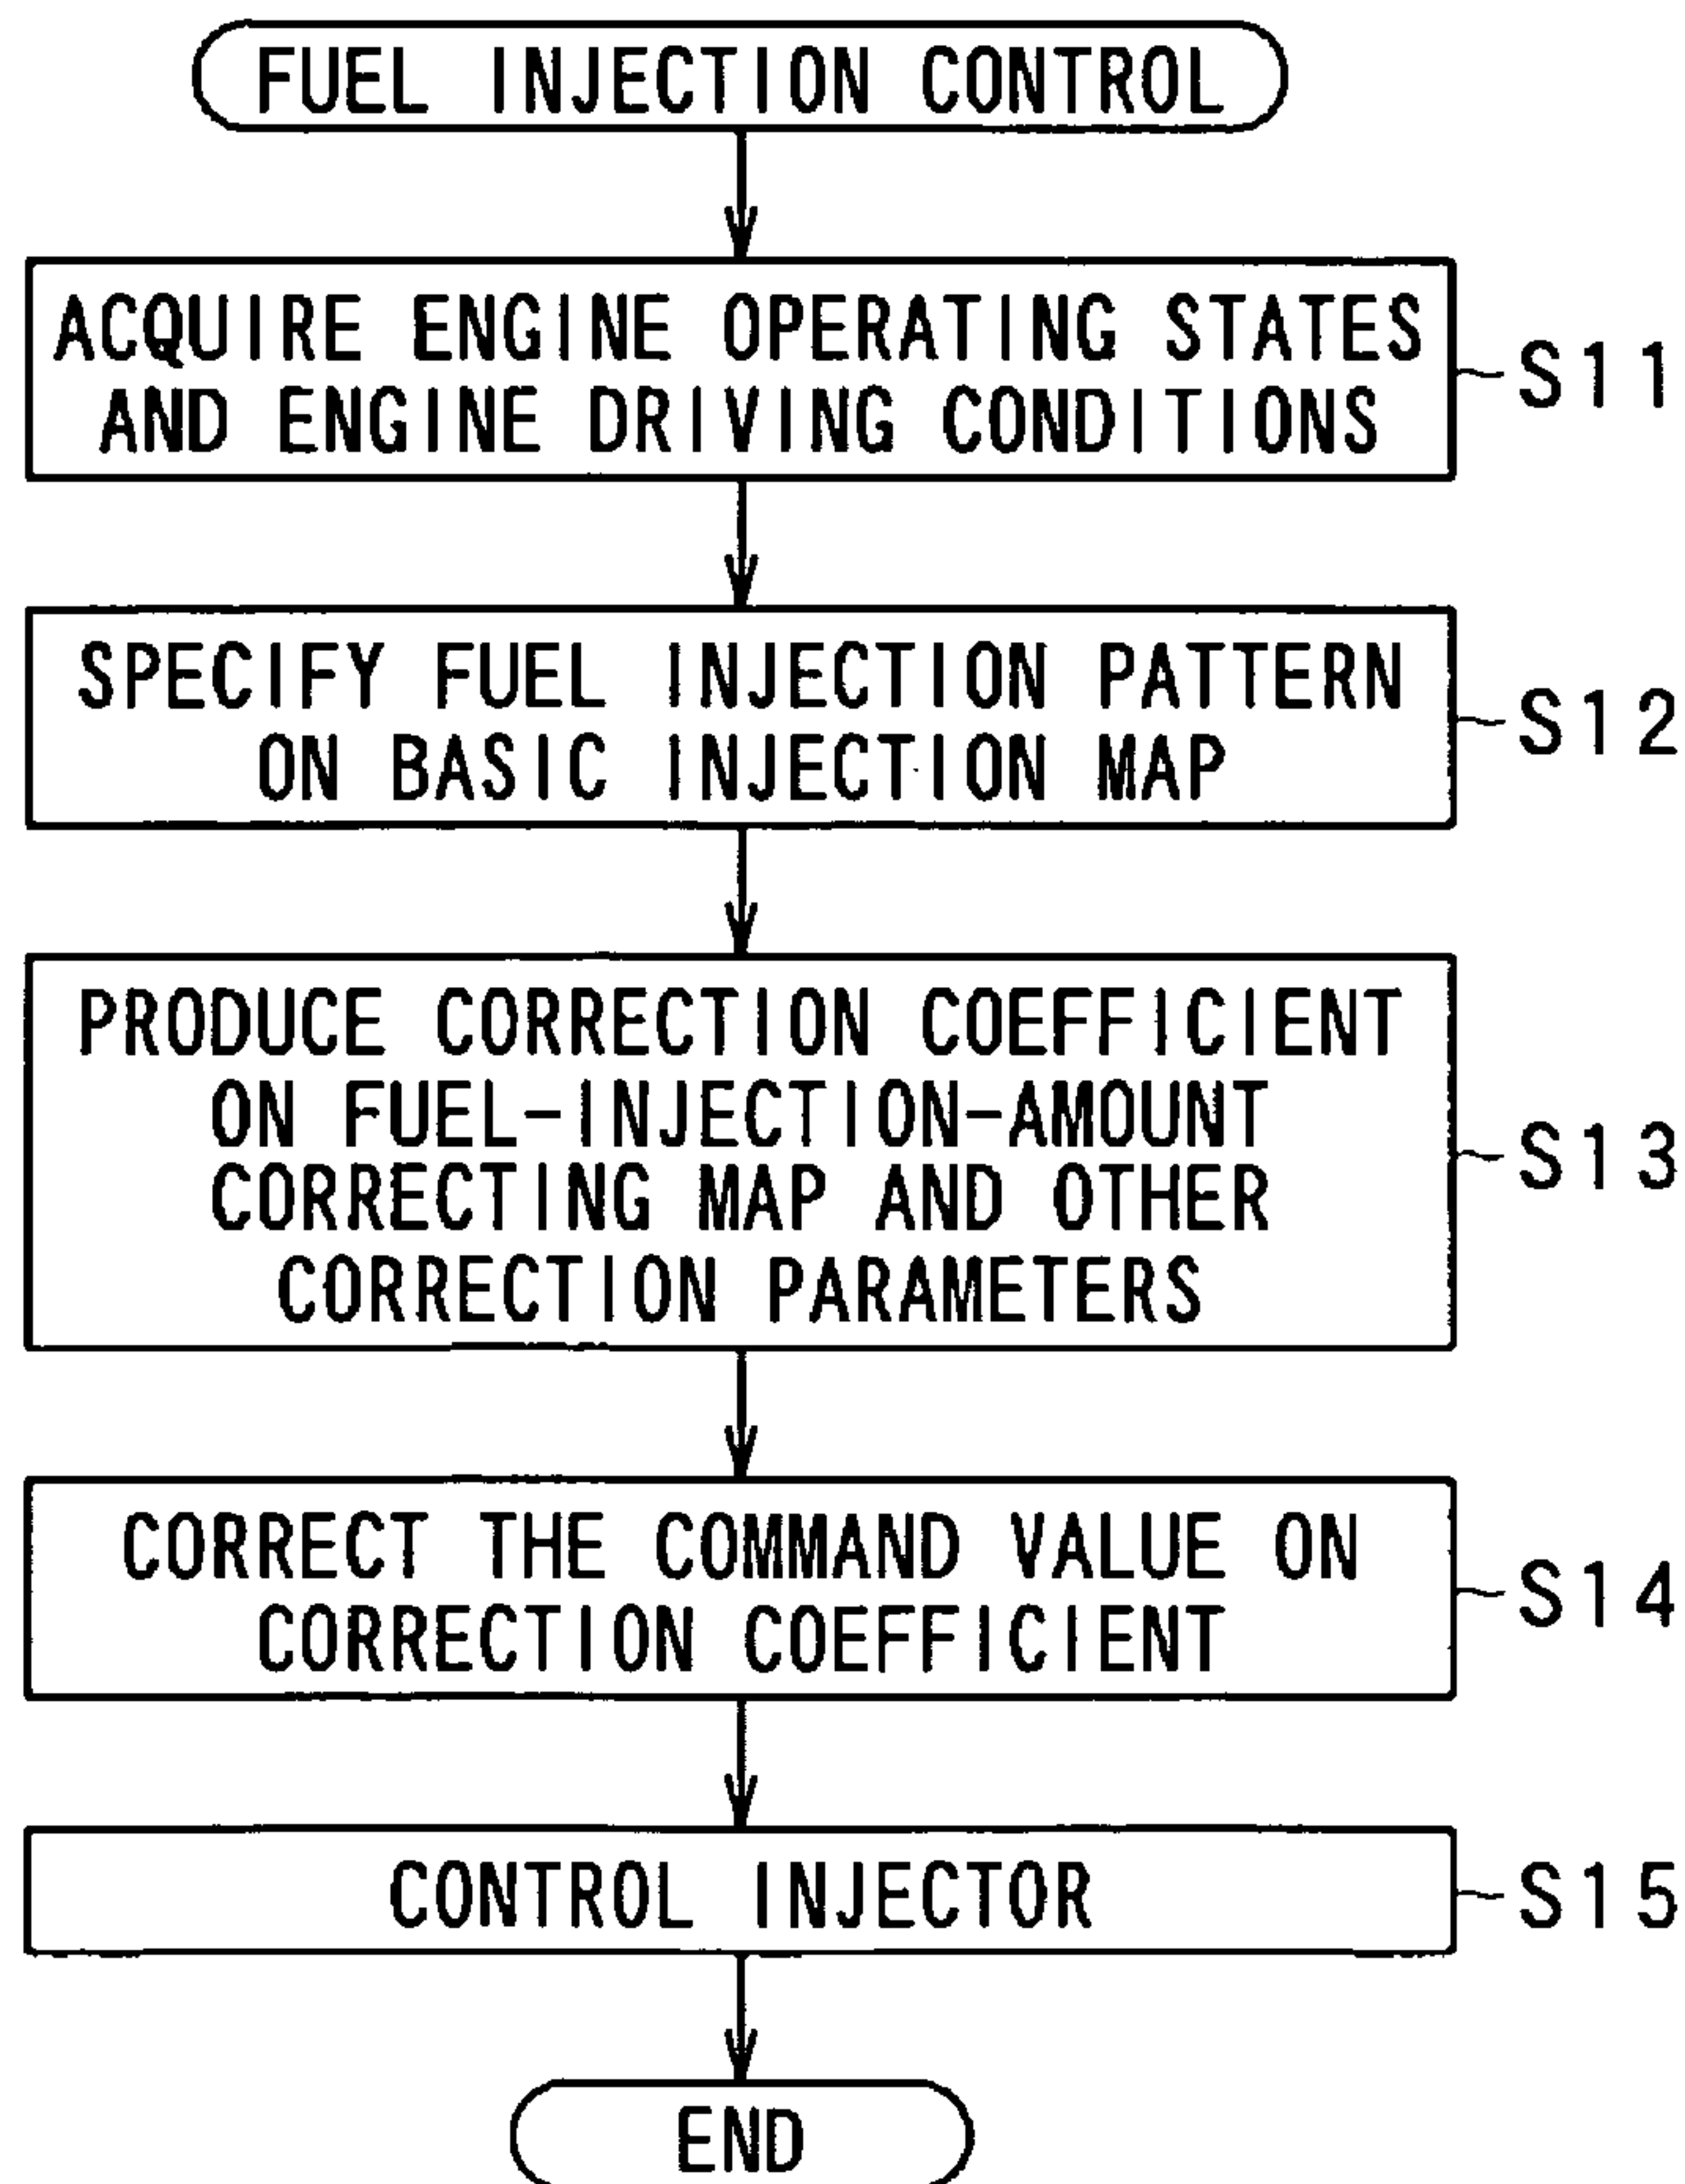 FUEL INJECTION CONTROL
ACQUIRE ENGINE OPERATING STATES
AND ENGINE DRIVING CONDITIONS
S11
SPECIFY FUEL INJECTION PATTERN
ON BASIC INJECTION MAP
S12
PRODUCE CORRECTION COEFFICIENT
ON FUEL-INJECTION-AMOUNT
CORRECTING MAP AND OTHER
CORRECTION PARAMETERS
S13
CORRECT THE COMMAND VALUE ON
CORRECTION COEFFICIENT
S14
CONTROL INJECTOR
S15
END